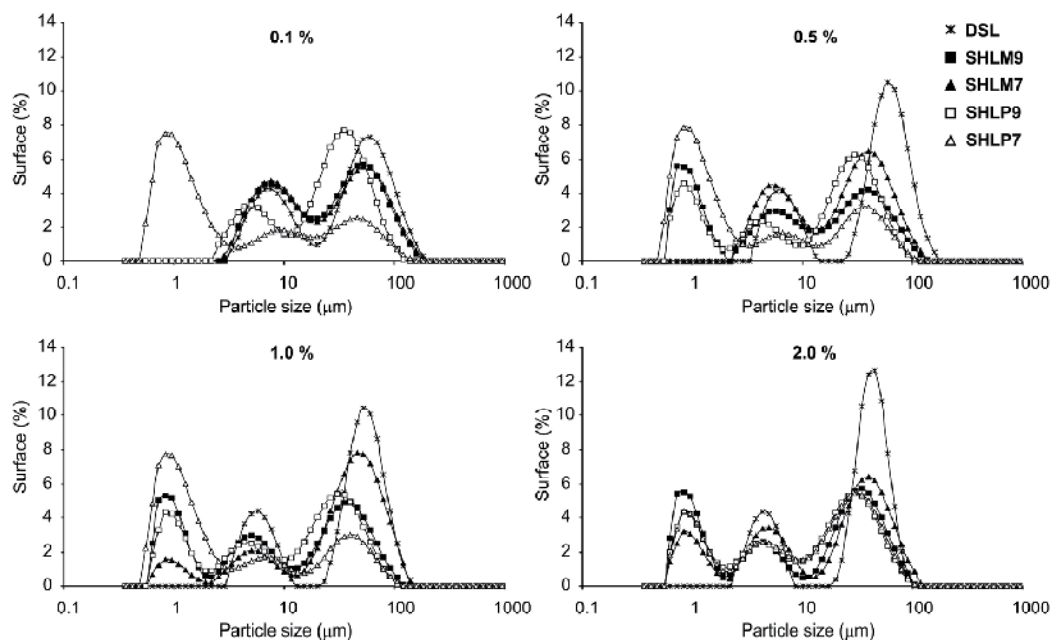 0.1 %
14
12
10
8
6
4
2
0
Surface (%)
0.1 1 10 100 1000
Particle size (μm)
0.5 %
14
12
10
8
6
4
2
0
Surface (%)
0.1 1 10 100 1000
Particle size (μm)
DSL
SHLM9
SHLM7
SHLP9
SHLP7
1.0 %
14
12
10
8
6
4
2
0
Surface (%)
0.1 1 10 100 1000
Particle size (μm)
2.0 %
14
12
10
8
6
4
2
0
Surface (%)
0.1 1 10 100 1000
Particle size (μm)